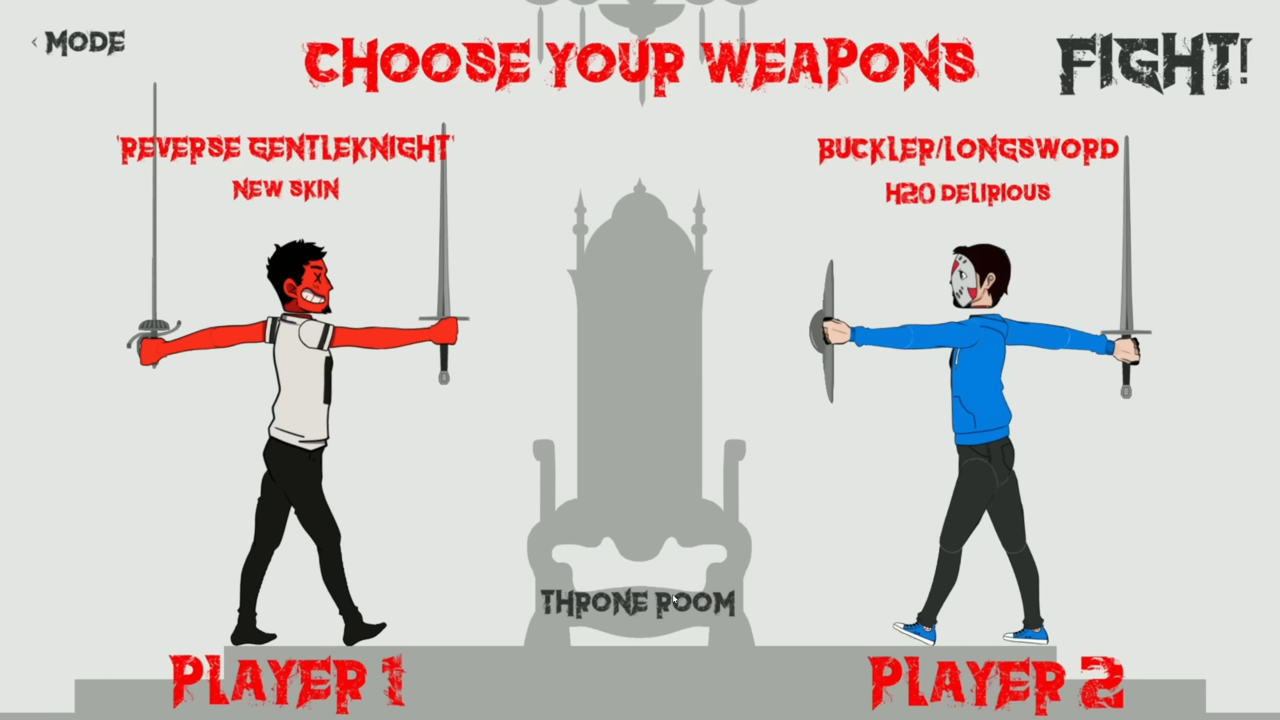 ‹ MODE
CHOOSE YOUR WEAPONS
FIGHT!
'REVERSE GENTLEKNIGHT'
NEW SKIN
BUCKLER/LONGSWORD
H2O DELIRIOUS
THRONE ROOM
PLAYER 1
PLAYER 2